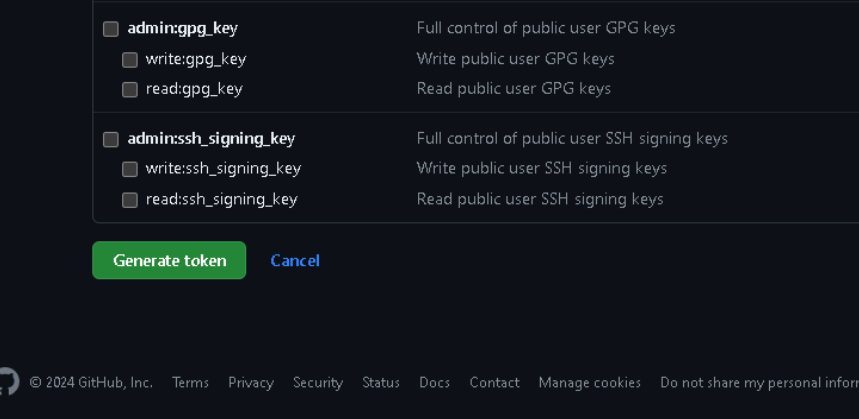 admin:gpg_key Full control of public user GPG keys
write:gpg_key Write public user GPG keys
read:gpg_key Read public user GPG keys
admin:ssh_signing_key Full control of public user SSH signing keys
write:ssh_signing_key Write public user SSH signing keys
read:ssh_signing_key Read public user SSH signing keys
Generate token Cancel
© 2024 GitHub, Inc. Terms Privacy Security Status Docs Contact Manage cookies Do not share my personal